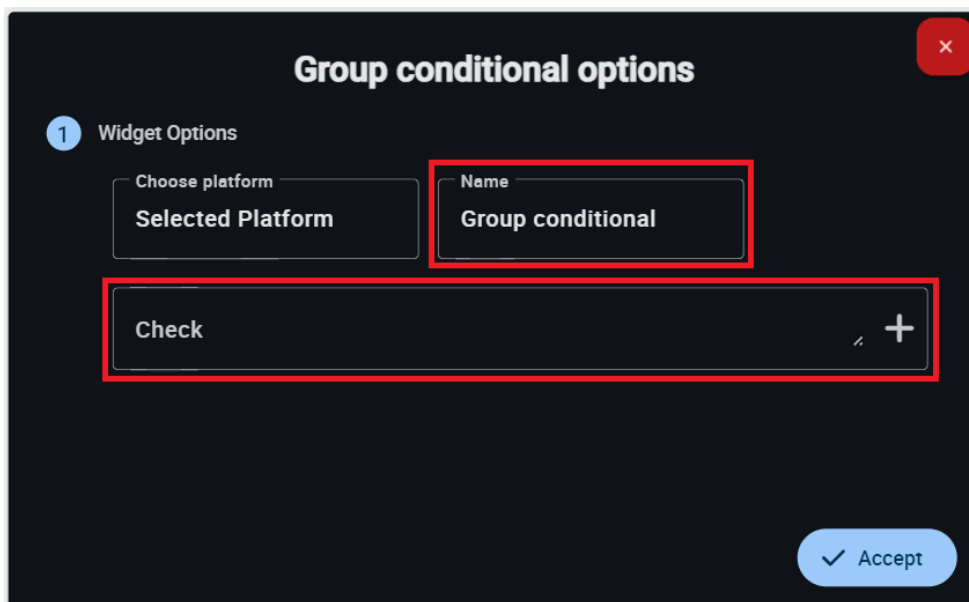 Group conditional options
1 Widget Options
Choose platform
Selected Platform
Name
Group conditional
Check
Accept